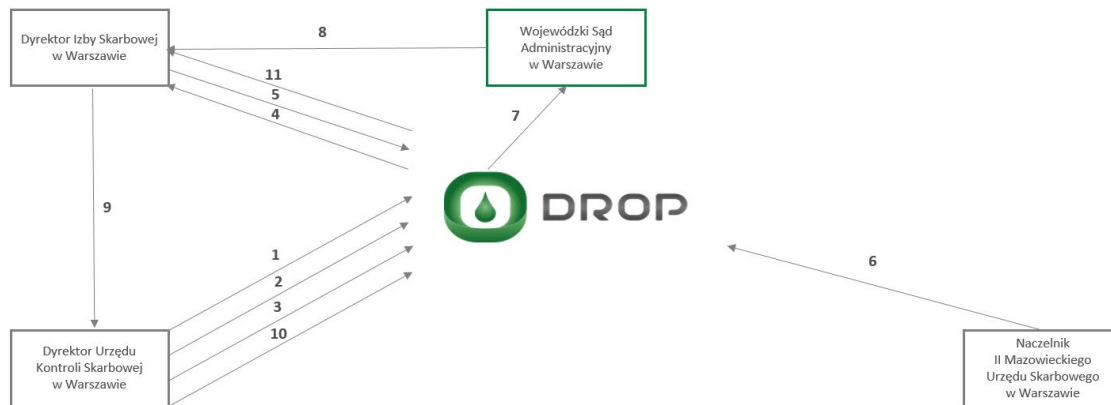 Dyrektor Izby Skarbowej
w Warszawie
8
Wojewódzki Sąd
Administracyjny
w Warszawie
11
5
4
7
DROP
9
1
2
3
10
6
Dyrektor Urzędu
Kontroli Skarbowej
w Warszawie
Naczelnik
II Mazowieckiego
Urzędu Skarbowego
w Warszawie